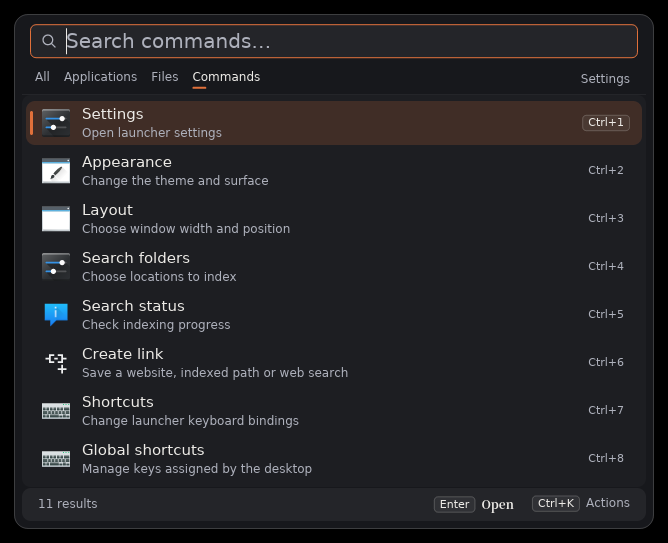 Search commands...
All Applications Files Commands Settings
Settings
Open launcher settings
Ctrl+1
Appearance
Change the theme and surface
Ctrl+2
Layout
Choose window width and position
Ctrl+3
Search folders
Choose locations to index
Ctrl+4
Search status
Check indexing progress
Ctrl+5
Create link
Save a website, indexed path or web search
Ctrl+6
Shortcuts
Change launcher keyboard bindings
Ctrl+7
Global shortcuts
Manage keys assigned by the desktop
Ctrl+8
11 results Enter Open Ctrl+K Actions